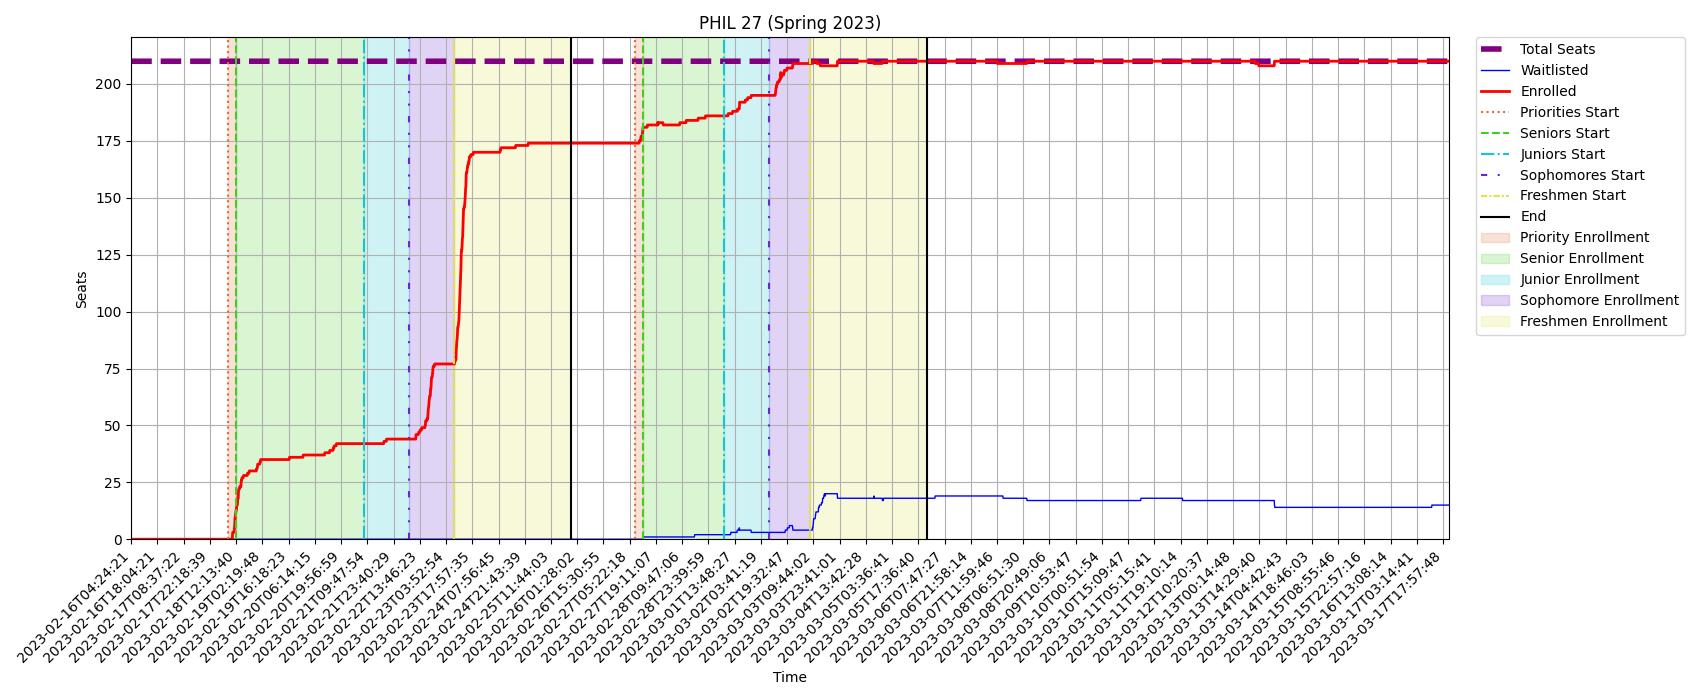 PHIL 27 (Spring 2023)
Seats
200
175
150
125
100
75
50
25
0
2023-02-16T04:24:21
2023-02-16T18:04:21
2023-02-17T08:37:22
2023-02-17T22:18:39
2023-02-18T12:13:40
2023-02-19T02:19:48
2023-02-19T16:18:23
2023-02-20T06:14:15
2023-02-20T19:56:59
2023-02-21T09:47:54
2023-02-21T23:40:29
2023-02-22T13:46:23
2023-02-23T03:52:54
2023-02-23T17:57:35
2023-02-24T07:56:45
2023-02-24T21:43:39
2023-02-25T11:44:03
2023-02-26T01:28:02
2023-02-26T15:30:55
2023-02-27T05:22:18
2023-02-27T19:11:07
2023-02-28T09:47:06
2023-02-28T23:39:59
2023-03-01T13:48:27
2023-03-02T03:41:19
2023-03-02T19:32:47
2023-03-03T09:44:02
2023-03-03T23:41:01
2023-03-04T13:42:28
2023-03-05T03:36:41
2023-03-05T17:36:40
2023-03-06T07:47:27
2023-03-06T21:58:14
2023-03-07T11:59:46
2023-03-08T06:51:30
2023-03-08T20:49:06
2023-03-09T10:53:47
2023-03-10T00:51:54
2023-03-10T15:09:47
2023-03-11T05:15:41
2023-03-11T19:10:14
2023-03-12T10:20:37
2023-03-13T00:14:48
2023-03-13T14:29:40
2023-03-14T04:42:43
2023-03-14T18:46:03
2023-03-15T08:55:46
2023-03-15T22:57:16
2023-03-16T13:08:14
2023-03-17T03:14:41
2023-03-17T17:57:48
Time
Total Seats
Waitlisted
Enrolled
Priorities Start
Seniors Start
Juniors Start
Sophomores Start
Freshmen Start
End
Priority Enrollment
Senior Enrollment
Junior Enrollment
Sophomore Enrollment
Freshmen Enrollment